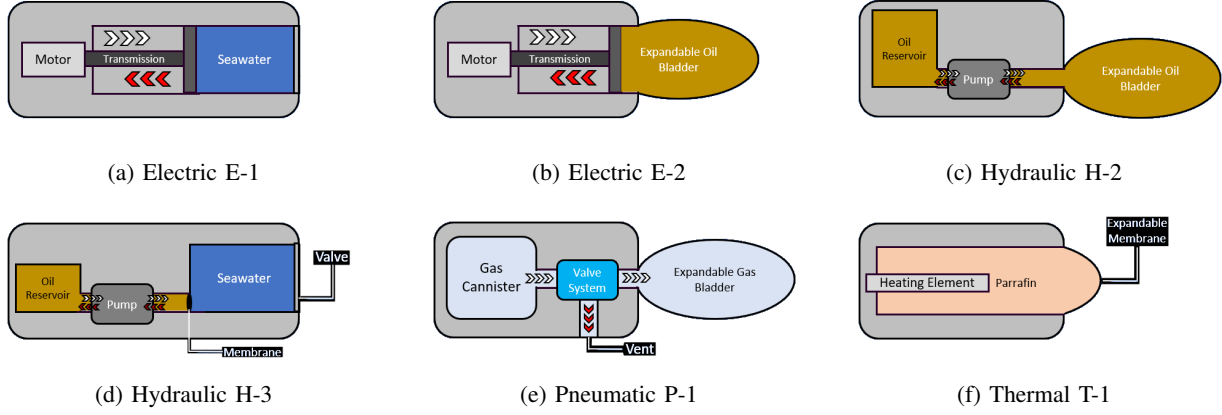 Motor
Transmission
Seawater
(a) Electric E-1
Motor
Transmission
Expandable Oil
Bladder
(b) Electric E-2
Oil
Reservoir
Pump
Expandable Oil
Bladder
(c) Hydraulic H-2
Oil
Reservoir
Pump
Seawater
Valve
Membrane
(d) Hydraulic H-3
Gas
Cannister
Valve
System
Expandable Gas
Bladder
Vent
(e) Pneumatic P-1
Heating Element
Parrafin
Expandable
Membrane
(f) Thermal T-1